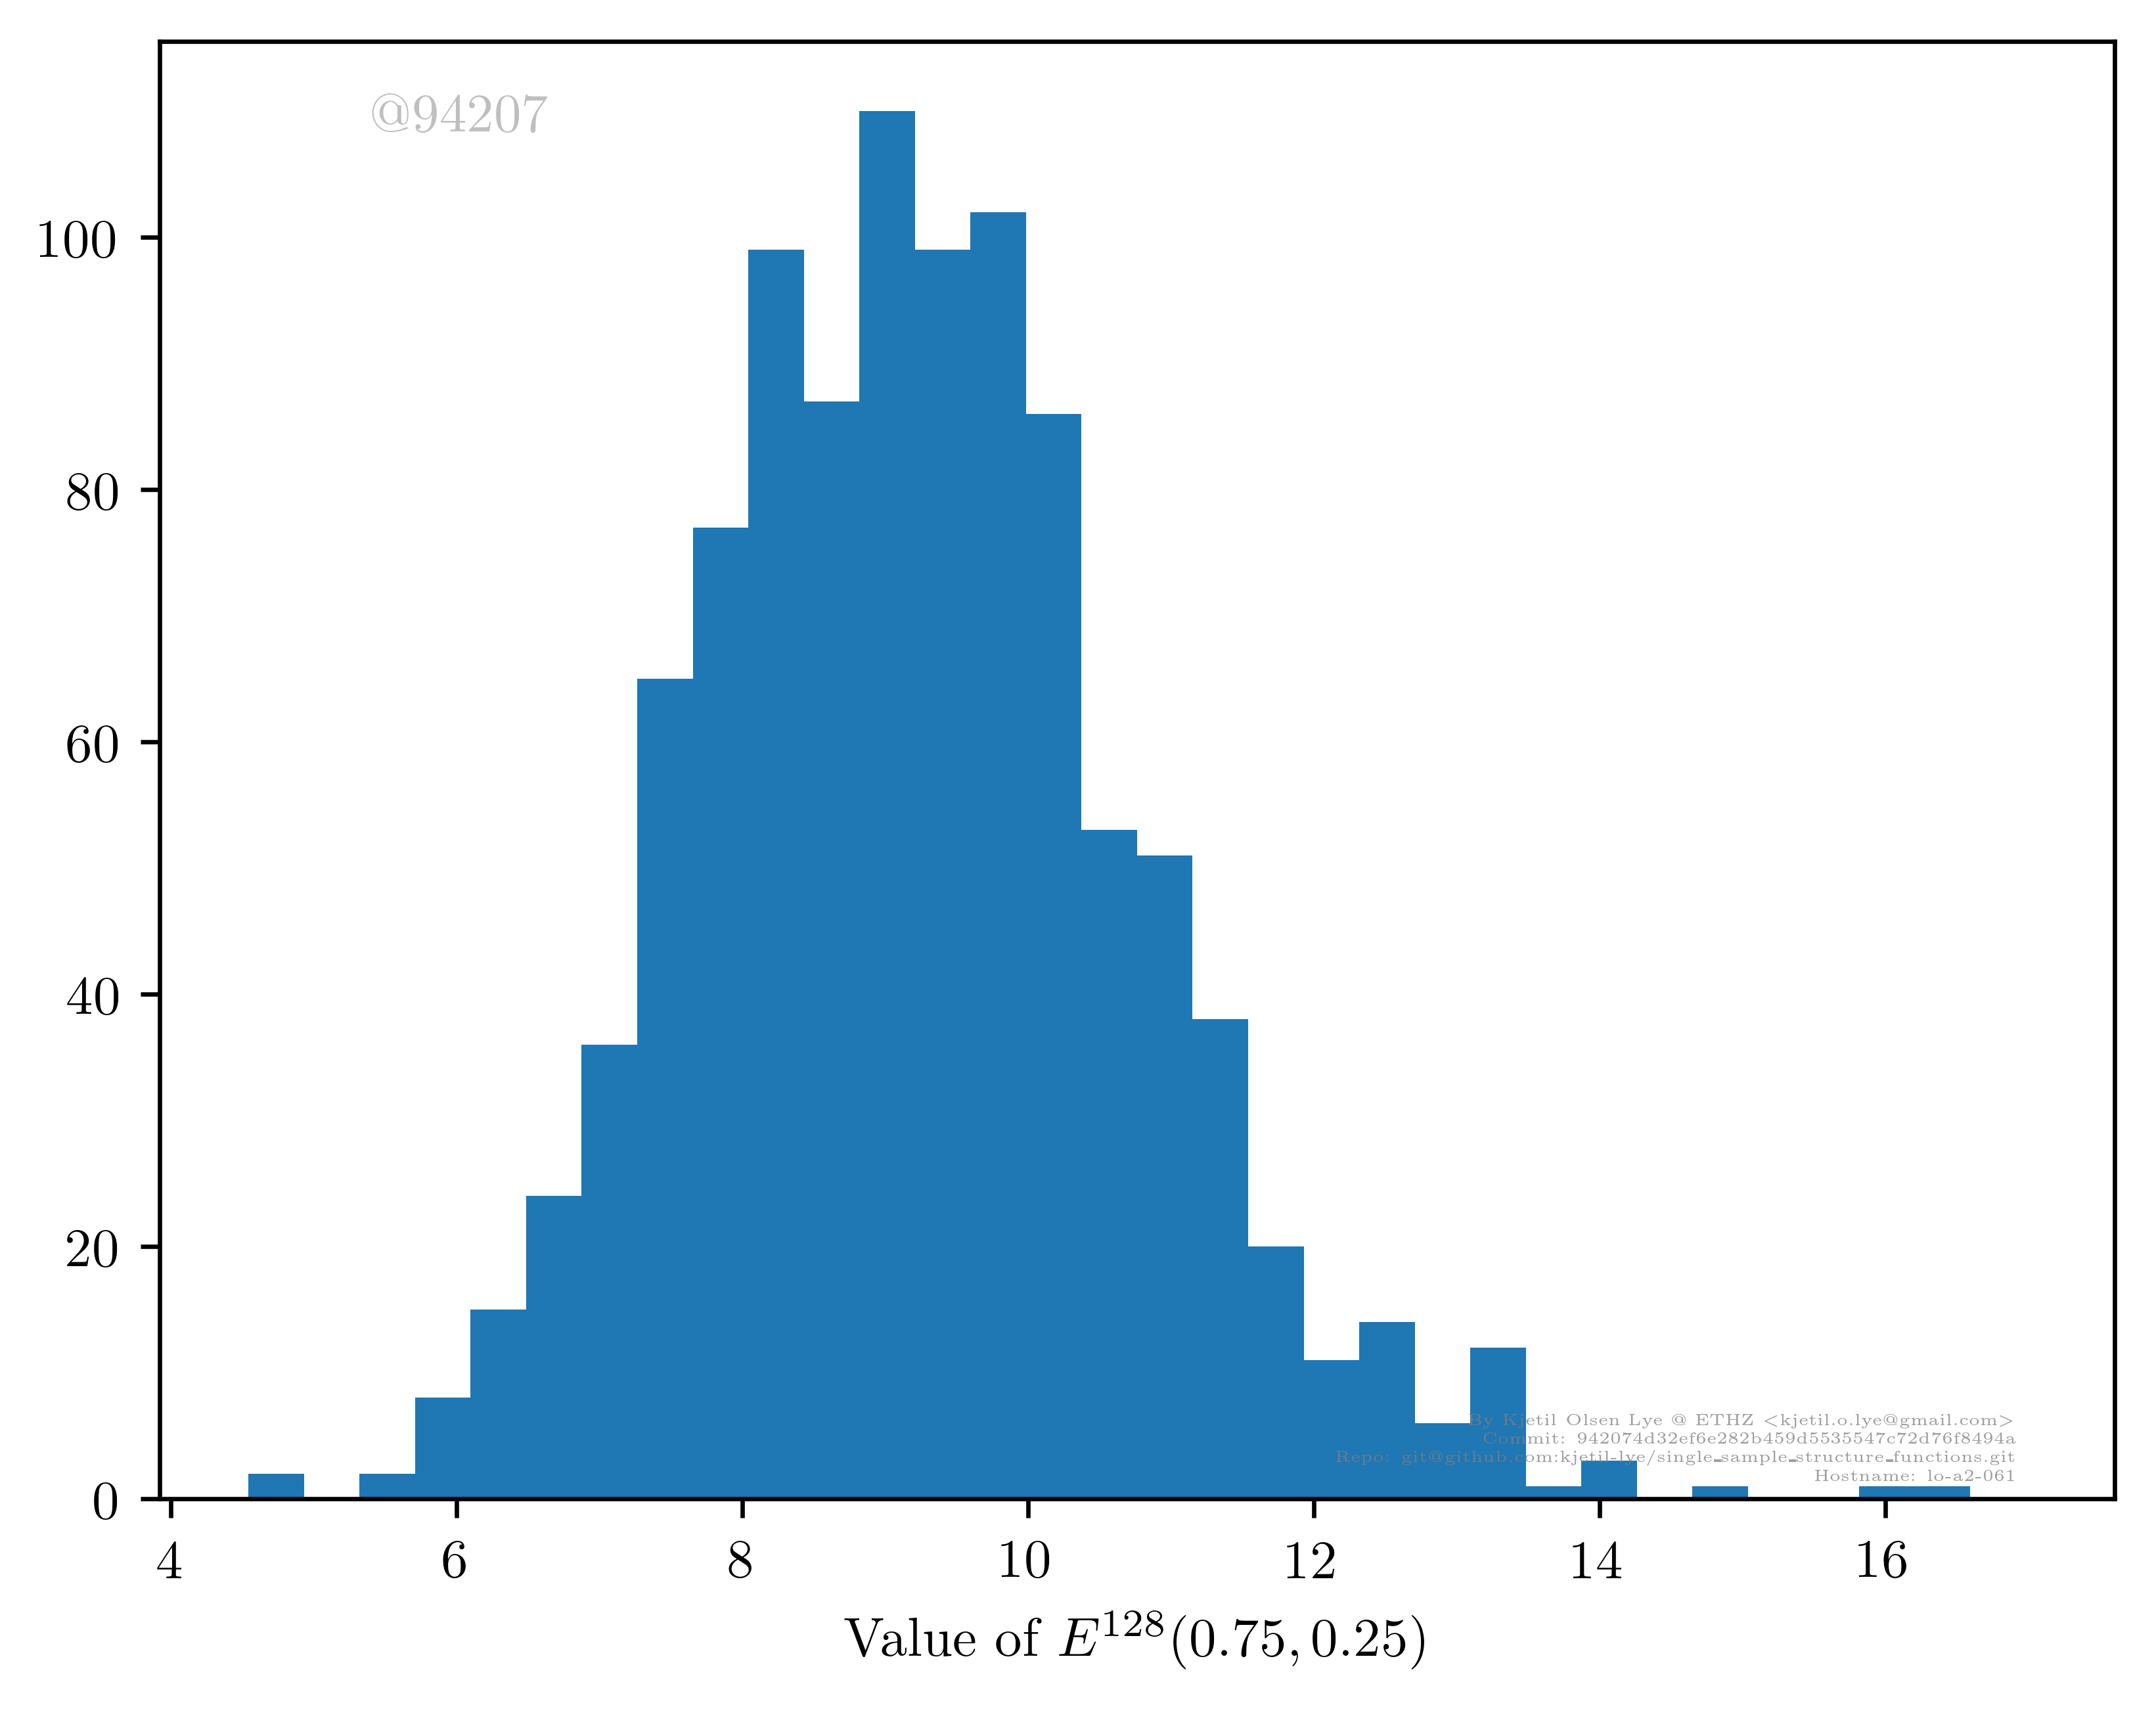 @94207
100
80
60
40
20
0
By Kjetil Olsen Lye @ ETHZ <kjetil.o.lye@gmail.com>
Commit: 942074d32ef6e282b459d5535547c72d76f8494a
Repo: git@github.com:kjetil-lye/single_sample_structure_functions.git
Hostname: lo-a2-061
4 6 8 10 12 14 16
Value of E^128(0.75, 0.25)